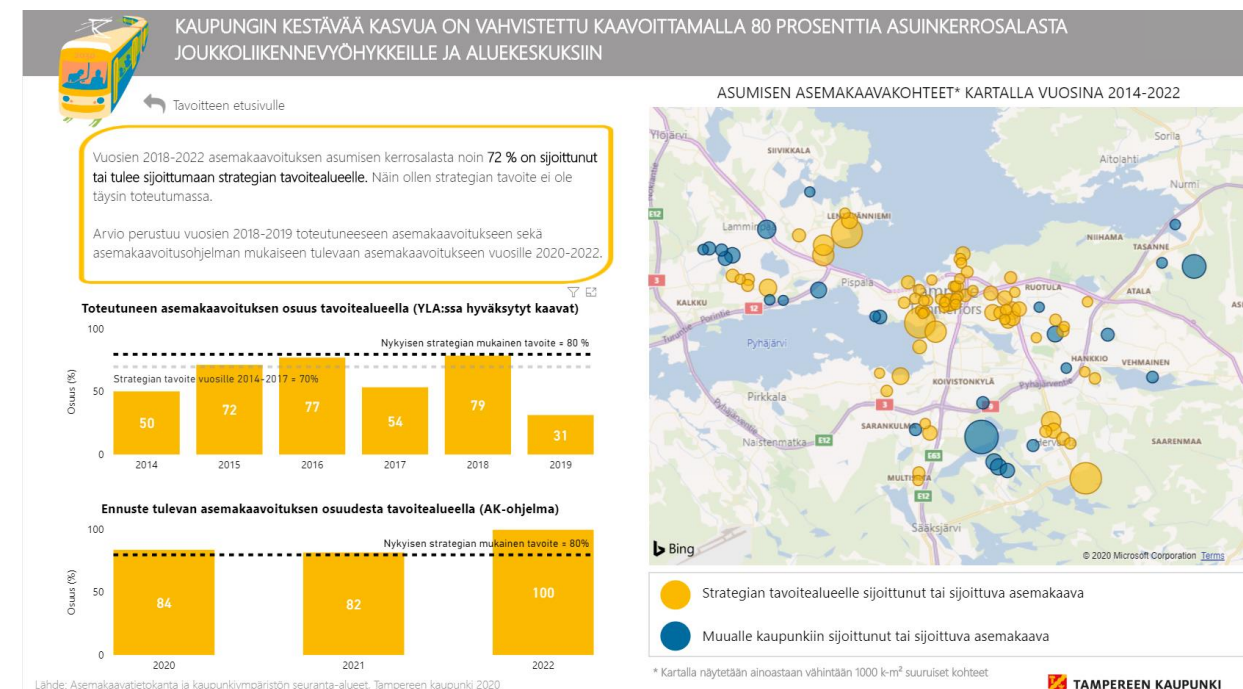 KAUPUNGIN KESTÄVÄÄ KASVUA ON VAHVISTETTU KAAVOITTAMALLA 80 PROSENTTIA ASUINKERROSALASTA
JOUKKOLIIKENNEVYÖHYKKEILLE JA ALUEKESKUKSIIN
Tavoitteen etusivulle
Vuosien 2018-2022 asemakaavoituksen asumisen kerrosalasta noin 72 % on sijoittunut
tai tulee sijoittumaan strategian tavoitealueelle. Näin ollen strategian tavoite ei ole
täysin toteutumassa.
Arvio perustuu vuosien 2018-2019 toteutuneeseen asemakaavoitukseen sekä
asemakaavoitusohjelman mukaiseen tulevaan asemakaavoitukseen vuosille 2020-2022.
Toteutuneen asemakaavoituksen osuus tavoitealueella (YLA:ssa hyväksytyt kaavat)
Osuus (%)
100
50
0
Nykyisen strategian mukainen tavoite = 80 %
Strategian tavoite vuosille 2014-2017 = 70%
50
72
77
54
79
31
2014
2015
2016
2017
2018
2019
Ennuste tulevan asemakaavoituksen osuudesta tavoitealueella (AK-ohjelma)
Osuus (%)
100
50
0
Nykyisen strategian mukainen tavoite = 80%
84
82
100
2020
2021
2022
Lähde: Asemakaavatietokanta ja kaupunkiympäristön seuranta-alueet, Tampereen kaupunki 2020
ASUMISEN ASEMAKAAVAKOHTEET* KARTALLA VUOSINA 2014-2022
Ylöjärvi
SIIVIKKALA
Sorila
Aitolahti
Nurmi
E12
NIIHAMA
TASANNE
3
Pispala
RUOTULA
ATALA
KALKKU
12
Pyhäjärvi
HANKKIO
VEHMAINEN
KOIVISTONKYLÄ
Pyhäjärventie
Pirkkala
3
Pyhäjärventie
SARANKULMA
Naistenmatka
E12
E63
SAARENMAA
E12
Sääksjärvi
Bing
© 2020 Microsoft Corporation Terms
Strategian tavoitealueelle sijoittunut tai sijoittuva asemakaava
Muualle kaupunkiin sijoittunut tai sijoittuva asemakaava
* Kartalla näytetään ainoastaan vähintään 1000 k-m² suuruiset kohteet
TAMPEREEN KAUPUNKI